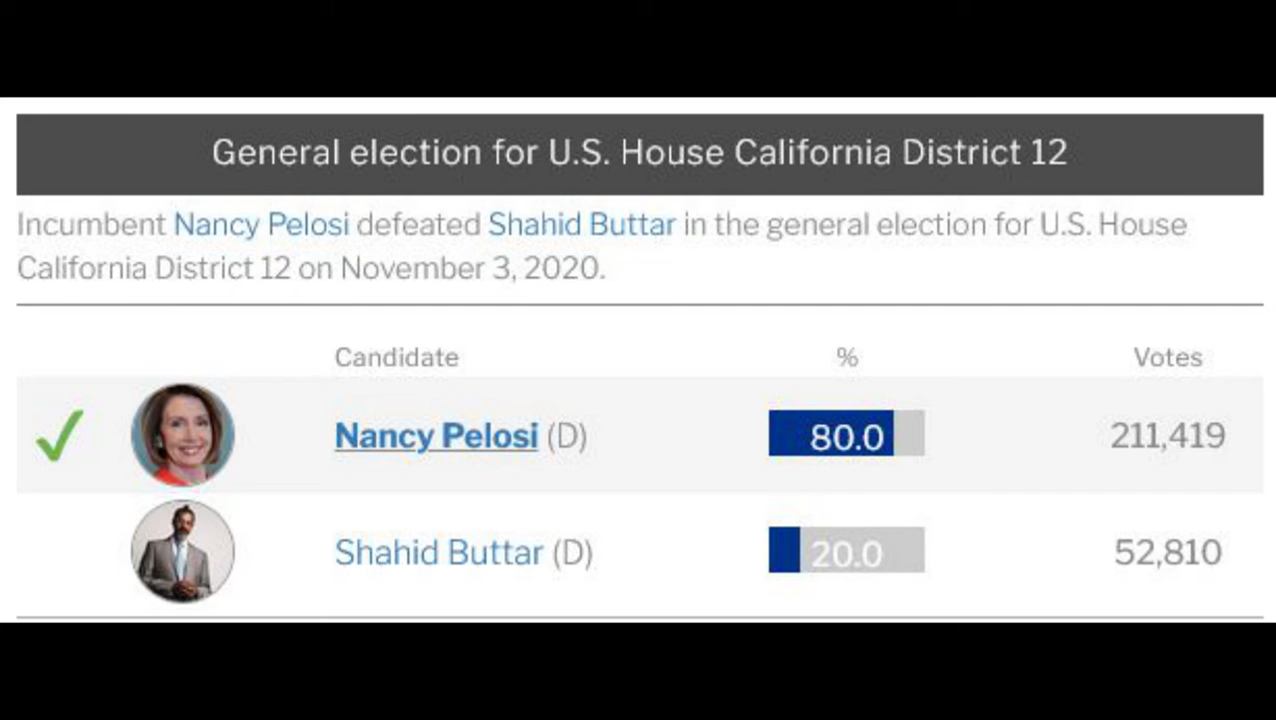 General election for U.S. House California District 12
Incumbent Nancy Pelosi defeated Shahid Buttar in the general election for U.S. House
California District 12 on November 3, 2020.
Candidate % Votes
Nancy Pelosi (D) 80.0 211,419
Shahid Buttar (D) 20.0 52,810